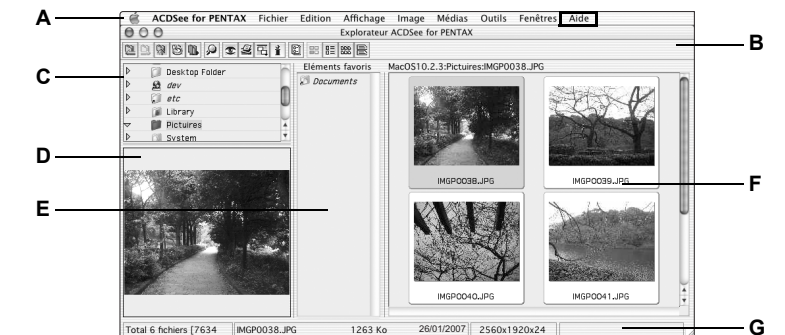 A
ACDSee for PENTAX Fichier Edition Affichage Image Médias Outils Fenêtres Aide
Explorateur ACDSee for PENTAX
B
C
Eléments favoris
MacOS10.2.3:Pictuires:IMGP0038.JPG
Desktop Folder
Documents
dev
etc
Library
Pictuires
System
D
E
IMGP0038.JPG
IMGP0039.JPG
F
IMGP0040.JPG
IMGP0041.JPG
Total 6 fichiers [7634
IMGP0038.JPG
1263 Ko
26/01/2007
2560x1920x24
G